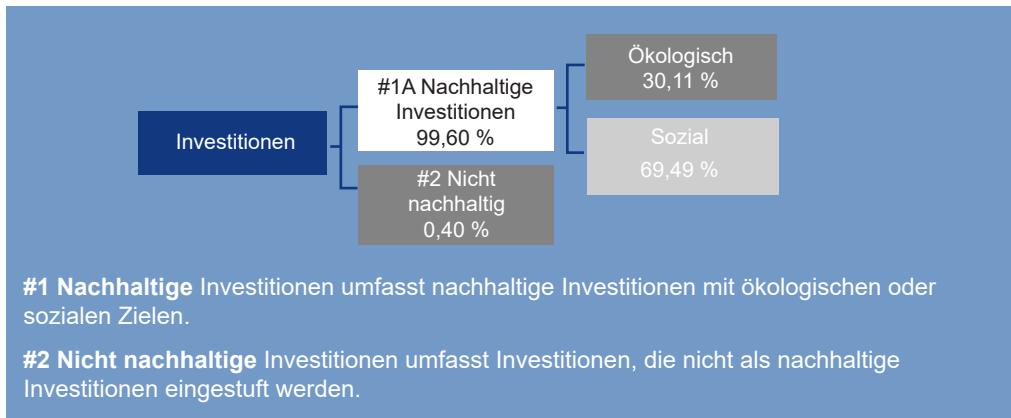 Investitionen
#1A Nachhaltige
Investitionen
99,60 %
#2 Nicht
nachhaltig
0,40 %
Ökologisch
30,11 %
Sozial
69,49 %
#1 Nachhaltige Investitionen umfasst nachhaltige Investitionen mit ökologischen oder
sozialen Zielen.
#2 Nicht nachhaltige Investitionen umfasst Investitionen, die nicht als nachhaltige
Investitionen eingestuft werden.